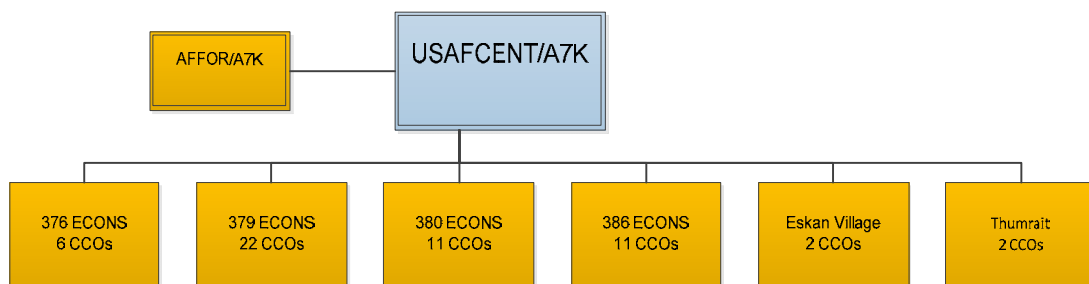 AFFOR/A7K
USAFCENT/A7K
376 ECONS
6 CCOs
379 ECONS
22 CCOs
380 ECONS
11 CCOs
386 ECONS
11 CCOs
Eskan Village
2 CCOs
Thumrait
2 CCOs